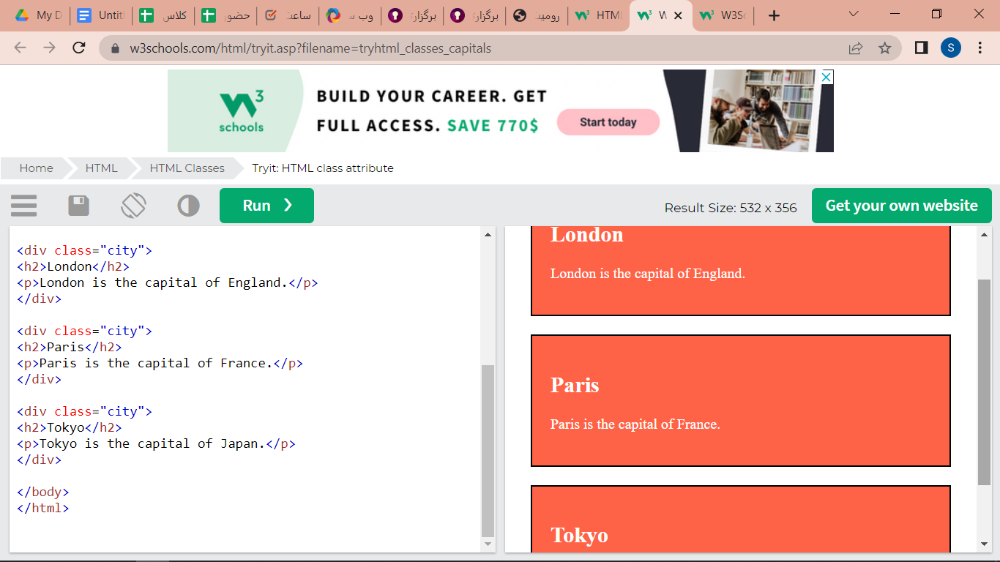 My D
Untit
کلاس
حضور
ساعت
وب س
برگزاری
برگزاری
رومیت
HTML
W
W3Sc
w3schools.com/html/tryit.asp?filename=tryhtml_classes_capitals
S
W3
schools
BUILD YOUR CAREER. GET
FULL ACCESS. SAVE 770$
Start today
Home
HTML
HTML Classes
Tryit: HTML class attribute
Run ❯
Result Size: 532 x 356
Get your own website
<div class="city">
<h2>London</h2>
<p>London is the capital of England.</p>
</div>
<div class="city">
<h2>Paris</h2>
<p>Paris is the capital of France.</p>
</div>
<div class="city">
<h2>Tokyo</h2>
<p>Tokyo is the capital of Japan.</p>
</div>
</body>
</html>
London
London is the capital of England.
Paris
Paris is the capital of France.
Tokyo